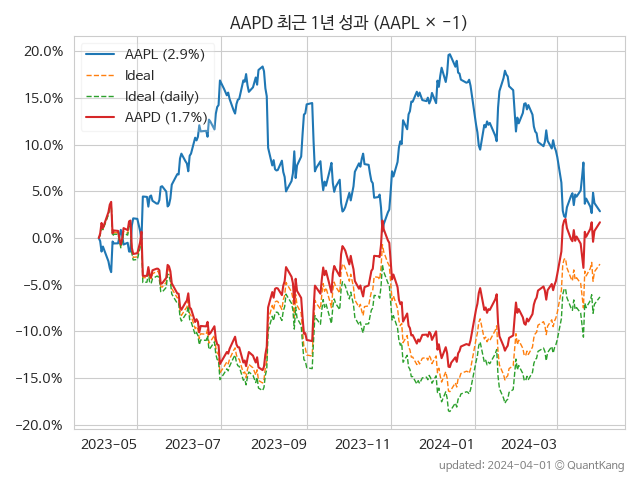 AAPD 최근 1년 성과 (AAPL × −1)
20.0%
15.0%
10.0%
5.0%
0.0%
−5.0%
−10.0%
−15.0%
−20.0%
AAPL (2.9%)
Ideal
Ideal (daily)
AAPD (1.7%)
2023−05
2023−07
2023−09
2023−11
2024−01
2024−03
updated: 2024−04−01 © QuantKang